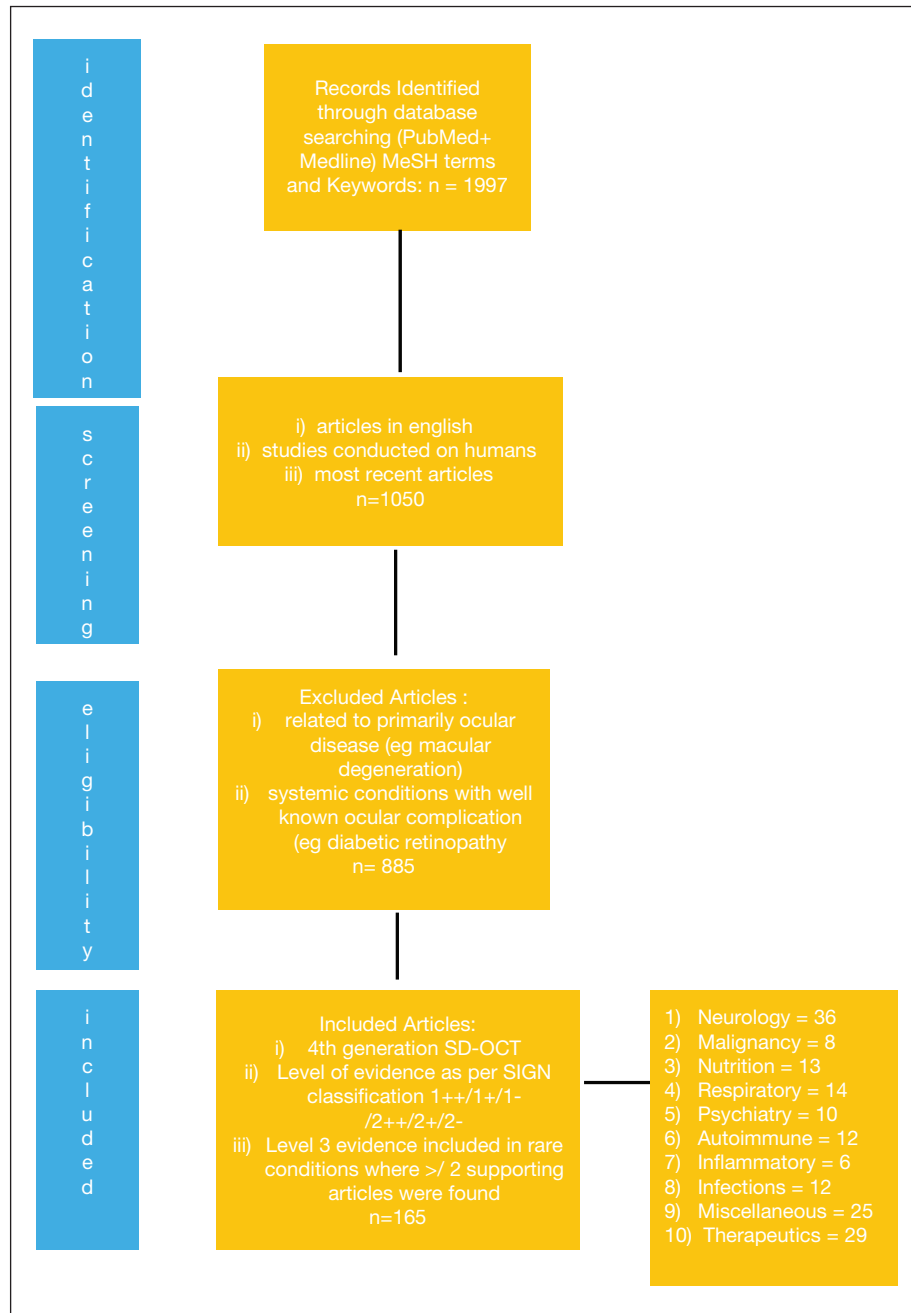 identification
Records Identified
through database
searching (PubMed+
Medline) MeSH terms
and Keywords: n = 1997
screening
i) articles in english
ii) studies conducted on humans
iii) most recent articles
n=1050
eligibility
Excluded Articles :
i) related to primarily ocular
disease (eg macular
degeneration)
ii) systemic conditions with well
known ocular complication
(eg diabetic retinopathy
n= 885
included
Included Articles:
i) 4th generation SD-OCT
ii) Level of evidence as per SIGN
classification 1++/1+/1-
/2++/2+/2-
iii) Level 3 evidence included in rare
conditions where >/ 2 supporting
articles were found
n=165
1) Neurology = 36
2) Malignancy = 8
3) Nutrition = 13
4) Respiratory = 14
5) Psychiatry = 10
6) Autoimmune = 12
7) Inflammatory = 6
8) Infections = 12
9) Miscellaneous = 25
10) Therapeutics = 29